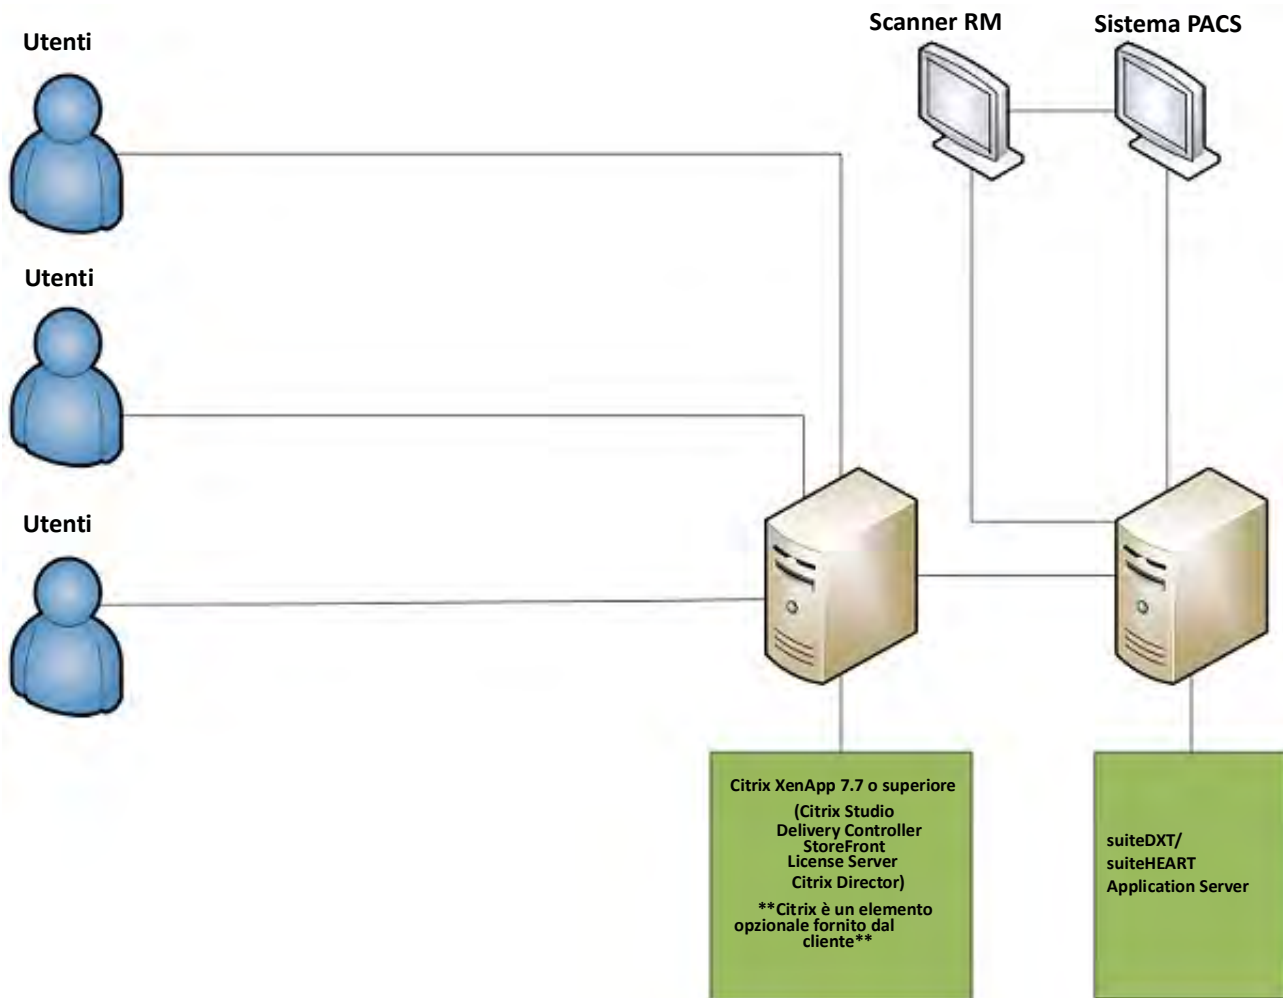 Utenti
Scanner RM
Sistema PACS
Utenti
Utenti
Citrix XenApp 7.7 o superiore
(Citrix Studio
Delivery Controller
StoreFront
License Server
Citrix Director)
**Citrix è un elemento
opzionale fornito dal
cliente**
suiteDXT/
suiteHEART
Application Server